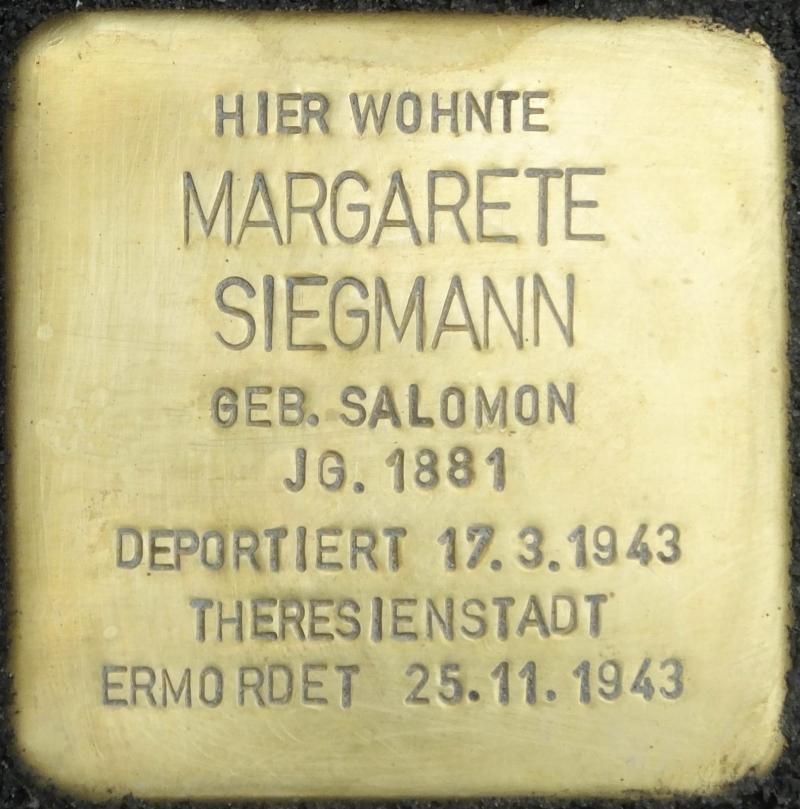 HIER WOHNTE
MARGARETE
SIEGMANN
GEB. SALOMON
JG. 1881
DEPORTIERT 17.3.1943
THERESIENSTADT
ERMORDET 25.11.1943